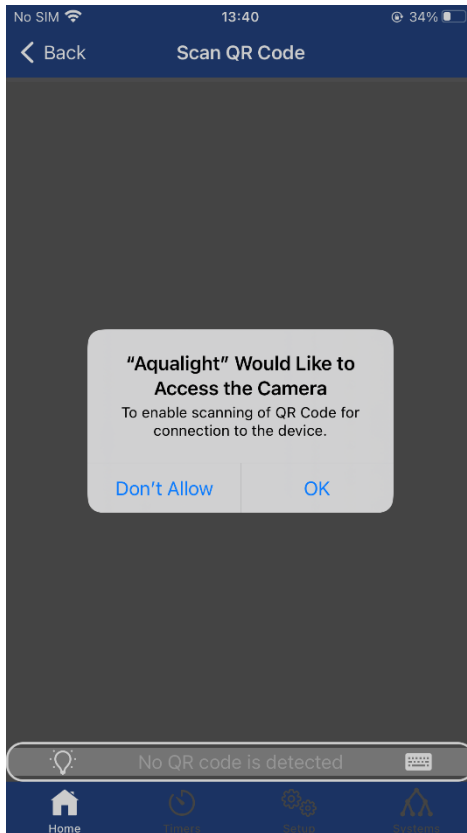 No SIM 13:40 34%
Back Scan QR Code
“Aqualight” Would Like to
Access the Camera
To enable scanning of QR Code for
connection to the device.
Don’t Allow OK
No QR code is detected
Home Timers Setup Systems